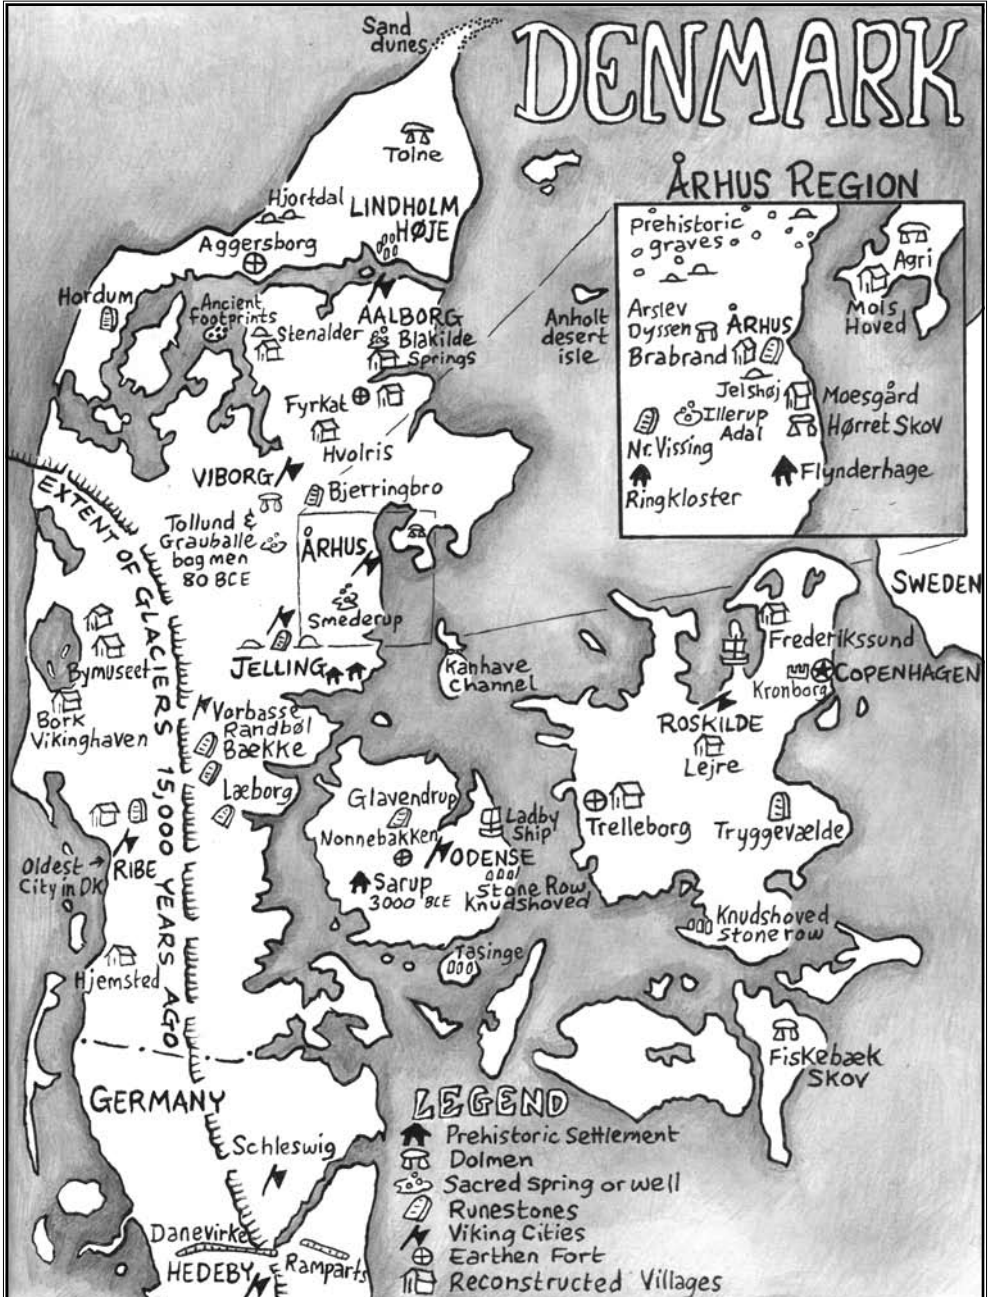 DENMARK
Sand
dunes
Tolne
Hjortdal
LINDHOLM
HØJE
Aggersborg
Hordum
Ancient
footprints
Stenalder
AALBORG
Blakilde
Springs
Anholt
desert
isle
Fyrkat
Hvolris
VIBORG
Bjerringbro
EXTENT OF GLACIERS 15,000 YEARS AGO
Tollund &
Grauballe
bog men
80 BCE
ÅRHUS
Smederup
JELLING
Bymuseet
Bork
Vikinghaven
Vorbasse
Randbøl
Bække
Læborg
Kanhave
Channel
ÅRHUS REGION
Prehistoric
graves
Agri
Mols
Hoved
Arslev
Dyssen
ÅRHUS
Brabrand
Jelshøj
Moesgård
Illerup
Adal
Hørret Skov
Nr. Vissing
Flynderhage
Ringkloster
SWEDEN
Frederikssund
COPENHAGEN
Kronborg
ROSKILDE
Lejre
Trelleborg
Tryggevælde
Glavendrup
Ladby
Ship
Nonnebakken
ODENSE
Sarup
3000 BCE
Stone Row
Knudshoved
Knudshoved
Stone row
Oldest →
City in DK
RIBE
Hjemsted
Tasinge
Fiskebæk
SKOV
GERMANY
Schleswig
Danevirke
Ramparts
HEDEBY
LEGEND
Prehistoric Settlement
Dolmen
Sacred spring or well
Runestones
Viking Cities
Earthen Fort
Reconstructed Villages